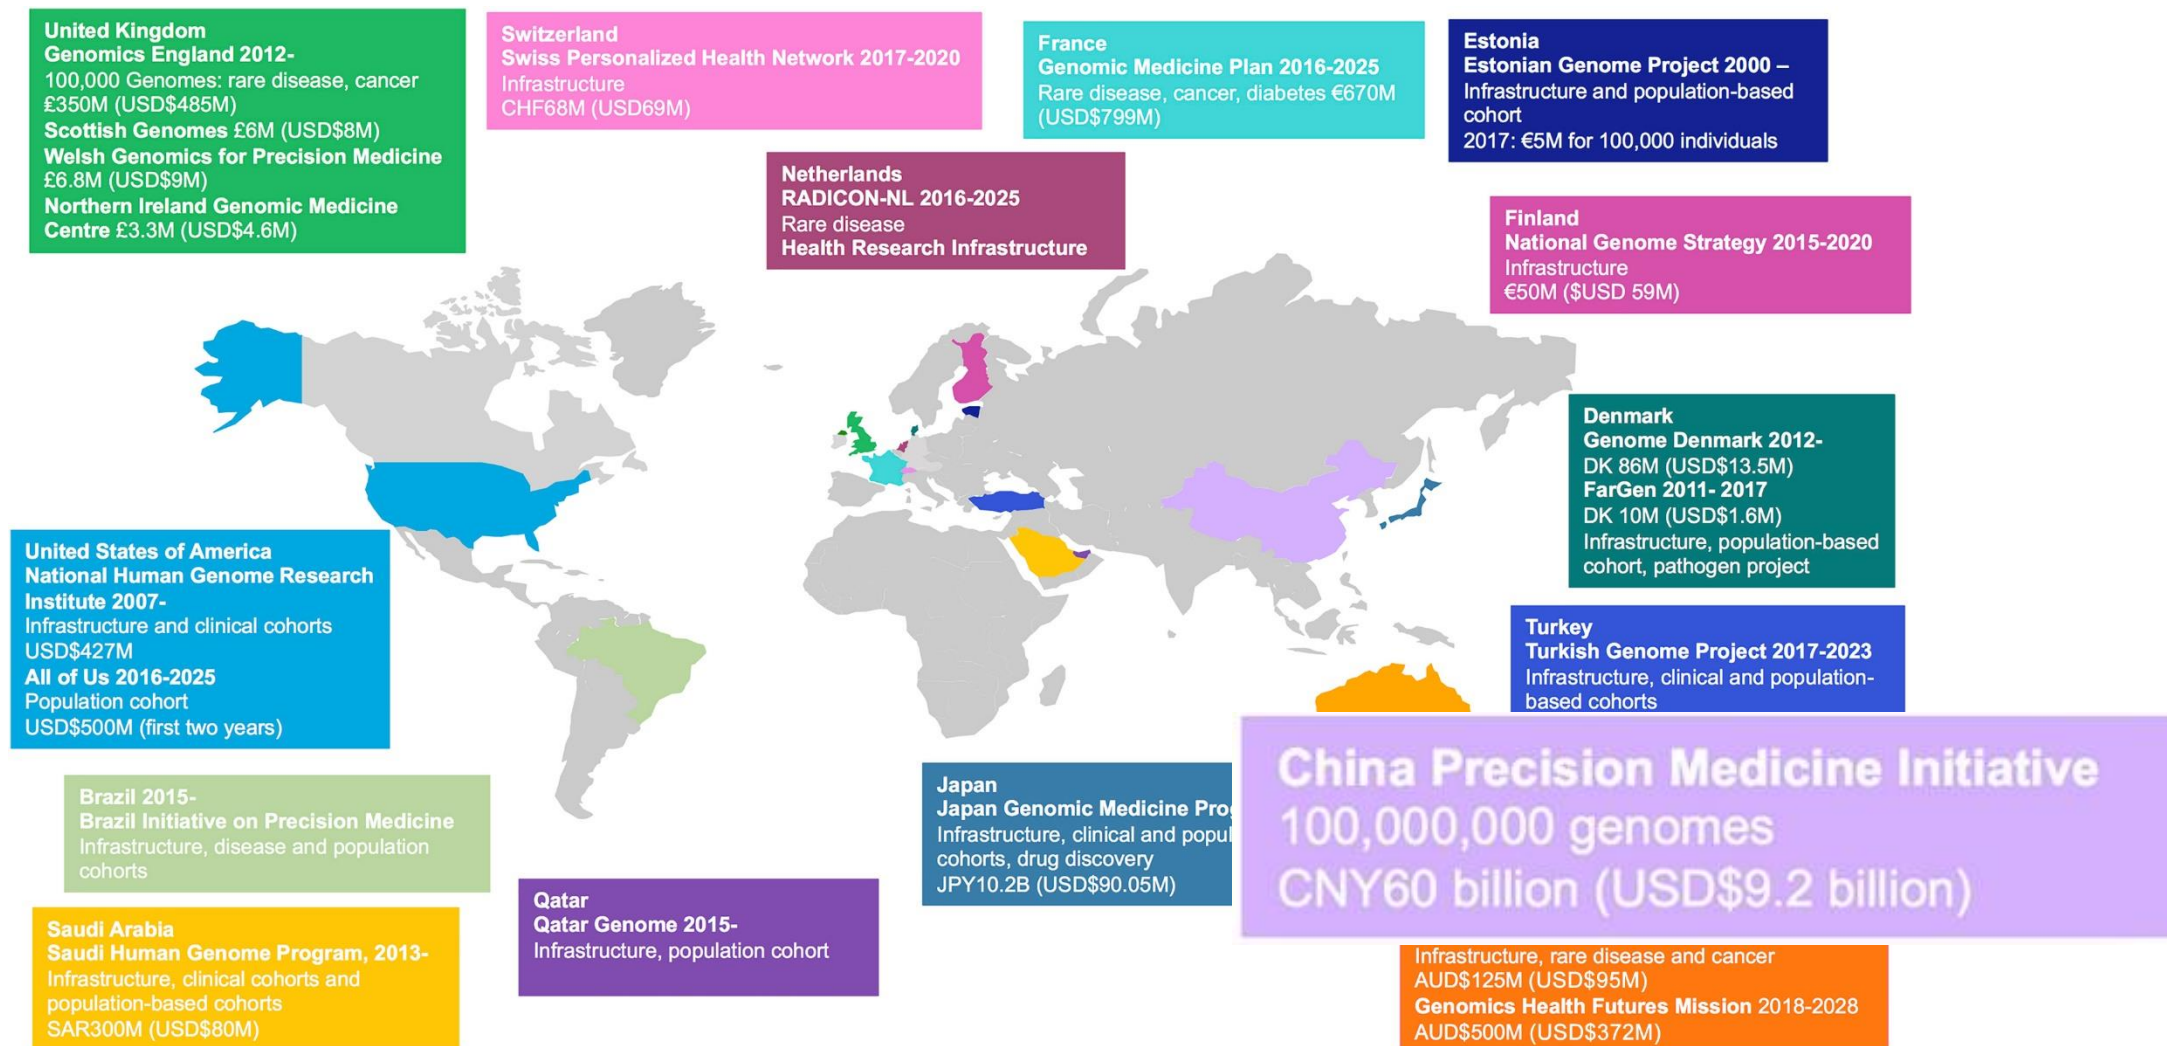 United Kingdom
Genomics England 2012-
100,000 Genomes: rare disease, cancer
£350M (USD$485M)
Scottish Genomes £6M (USD$8M)
Welsh Genomics for Precision Medicine
£6.8M (USD$9M)
Northern Ireland Genomic Medicine
Centre £3.3M (USD$4.6M)
Switzerland
Swiss Personalized Health Network 2017-2020
Infrastructure
CHF68M (USD69M)
France
Genomic Medicine Plan 2016-2025
Rare disease, cancer, diabetes €670M
(USD$799M)
Estonia
Estonian Genome Project 2000 –
Infrastructure and population-based
cohort
2017: €5M for 100,000 individuals
Netherlands
RADICON-NL 2016-2025
Rare disease
Health Research Infrastructure
Finland
National Genome Strategy 2015-2020
Infrastructure
€50M ($USD 59M)
Denmark
Genome Denmark 2012-
DK 86M (USD$13.5M)
FarGen 2011- 2017
DK 10M (USD$1.6M)
Infrastructure, population-based
cohort, pathogen project
United States of America
National Human Genome Research
Institute 2007-
Infrastructure and clinical cohorts
USD$427M
All of Us 2016-2025
Population cohort
USD$500M (first two years)
Turkey
Turkish Genome Project 2017-2023
Infrastructure, clinical and population-
based cohorts
China Precision Medicine Initiative
100,000,000 genomes
CNY60 billion (USD$9.2 billion)
Brazil 2015-
Brazil Initiative on Precision Medicine
Infrastructure, disease and population
cohorts
Japan
Japan Genomic Medicine
Infrastructure, clinical and
cohorts, drug discovery
JPY10.2B (USD$90.05M)
Qatar
Qatar Genome 2015-
Infrastructure, population cohort
Saudi Arabia
Saudi Human Genome Program, 2013-
Infrastructure, clinical cohorts and
population-based cohorts
SAR300M (USD$80M)
Infrastructure, rare disease and cancer
AUD$125M (USD$95M)
Genomics Health Futures Mission 2018-2028
AUD$500M (USD$372M)